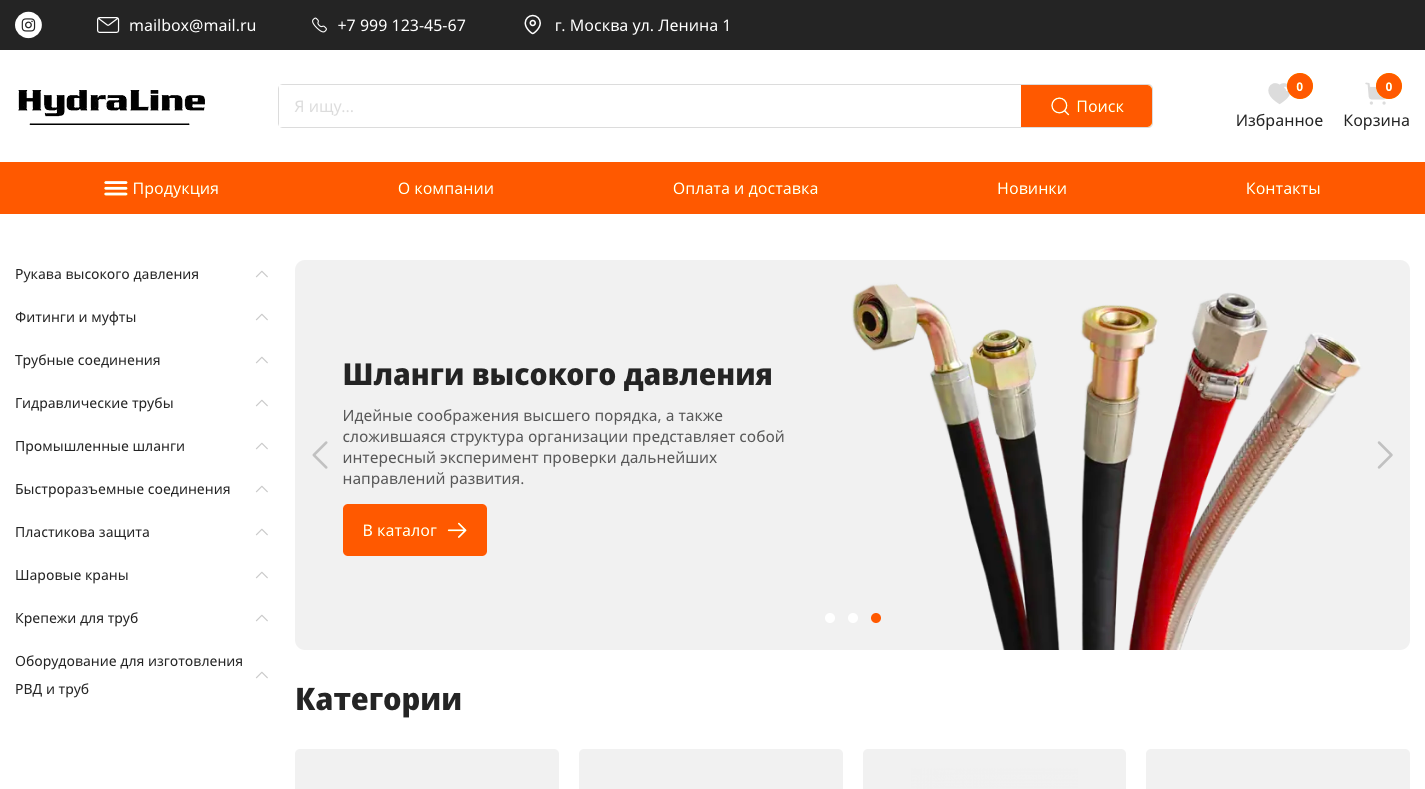 mailbox@mail.ru
+7 999 123-45-67
г. Москва ул. Ленина 1
HydraLine
Я ищу...
Поиск
0
Избранное
0
Корзина
Продукция
О компании
Оплата и доставка
Новинки
Контакты
Рукава высокого давления
Фитинги и муфты
Трубные соединения
Гидравлические трубы
Промышленные шланги
Быстроразъемные соединения
Пластикова защита
Шаровые краны
Крепежи для труб
Оборудование для изготовления
РВД и труб
Шланги высокого давления
Идейные соображения высшего порядка, а также
сложившаяся структура организации представляет собой
интересный эксперимент проверки дальнейших
направлений развития.
В каталог
Категории